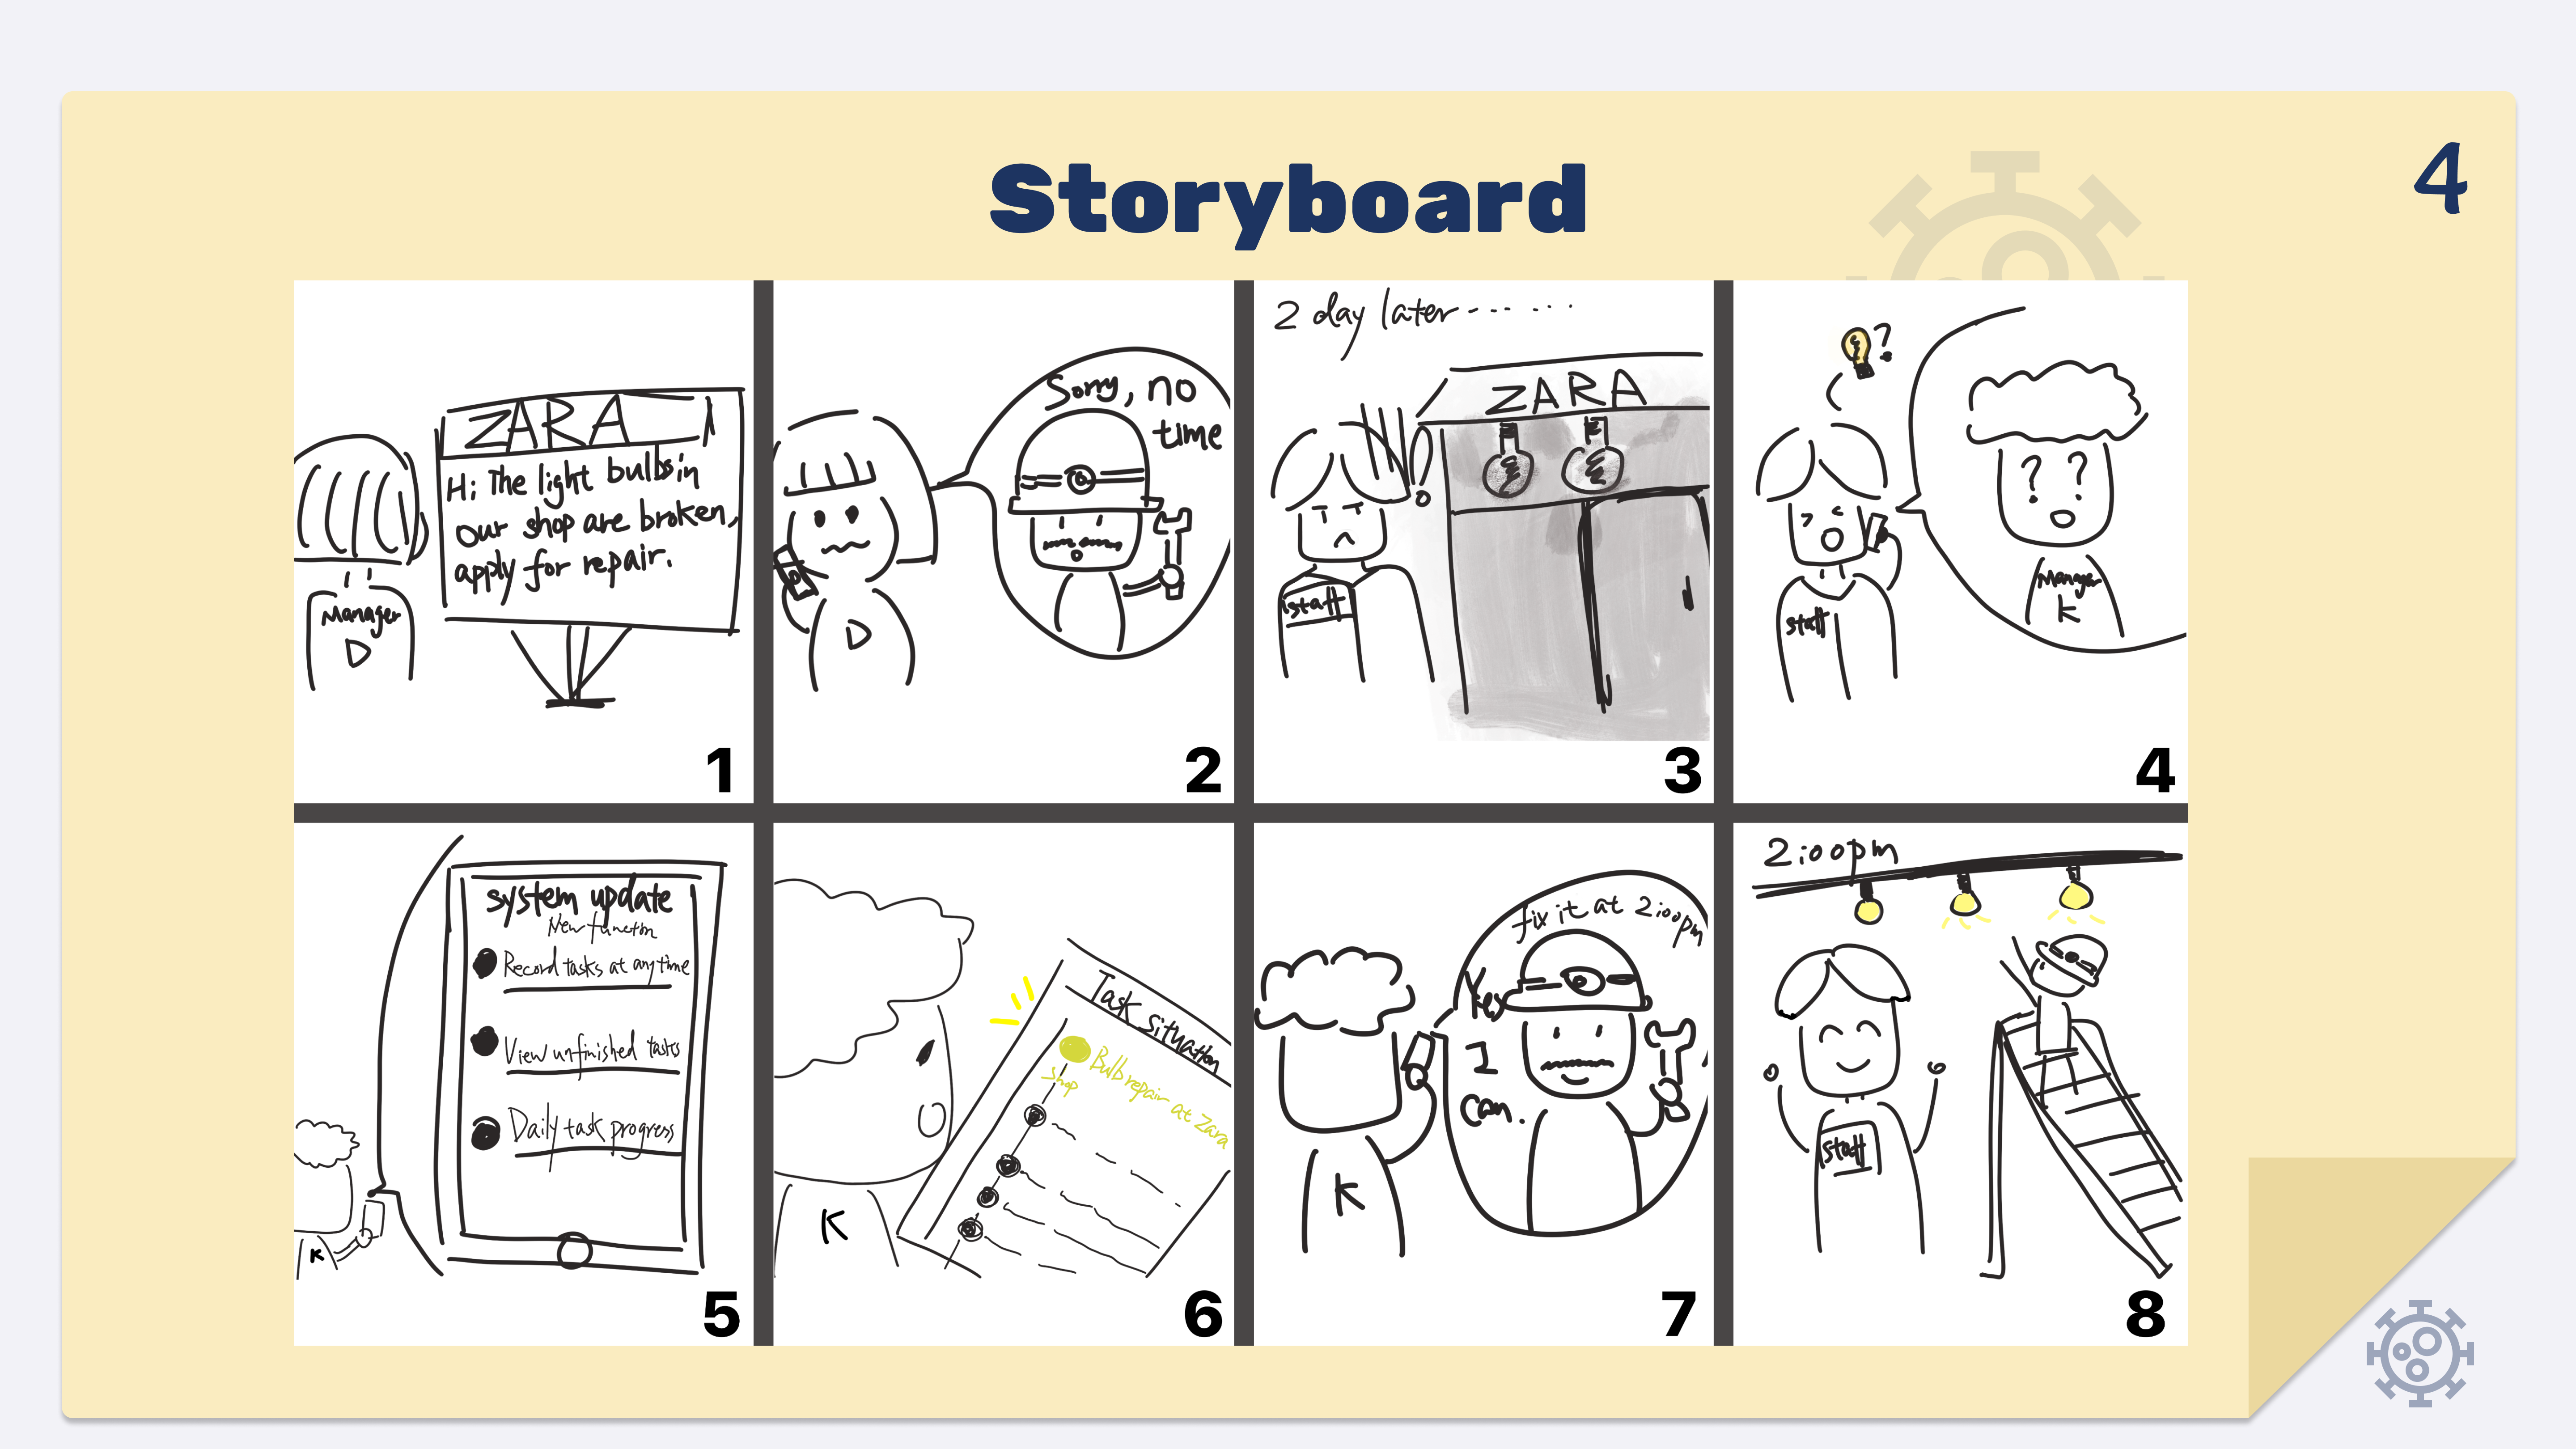 Storyboard
4
ZARA
Hi: The light bulbs in
our shop are broken,
apply for repair.
Manager
D
1
Sorry, no
time
D
2
2 day later------
ZARA
staff
3
?
? ?
Manager
K
staff
4
system update
New function
Record tasks at anytime
View unfinished tasks
Daily task progress
K
5
Task situation
Bulb repair at Zara
shop
K
6
fix it at 2:00pm
Yes
I
can.
K
7
2:00pm
staff
8